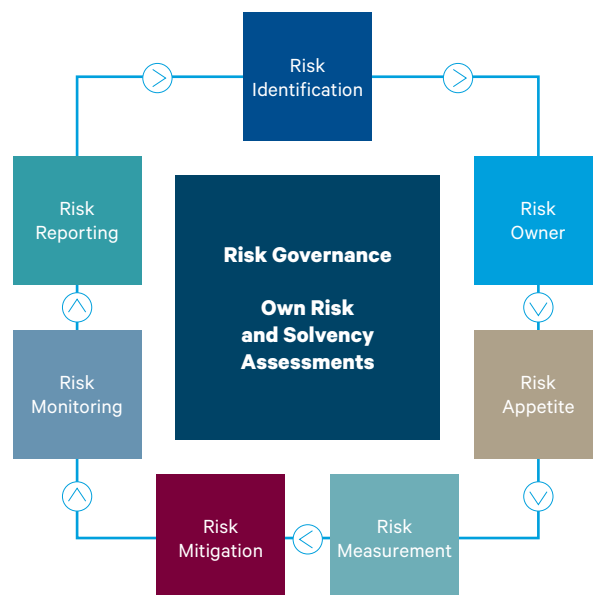 Risk
Identification
Risk
Reporting
Risk
Owner
Risk Governance
Own Risk
and Solvency
Assessments
Risk
Monitoring
Risk
Appetite
Risk
Mitigation
Risk
Measurement